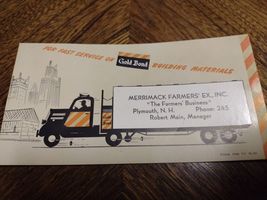 FOR FAST SERVICE ON Gold Bond BUILDING MATERIALS
MERRIMACK FARMERS' EX., INC.
"The Farmers' Business"
Plymouth, N. H. Phone: 265
Robert Main, Manager